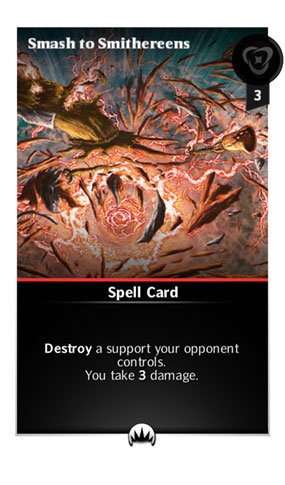 Smash to Smithereens
3
Spell Card
Destroy a support your opponent
controls.
You take 3 damage.